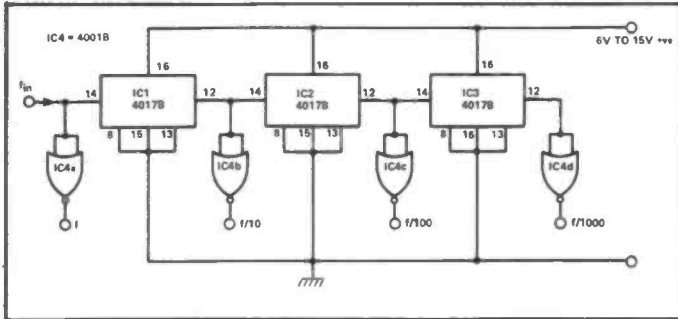 IC4 = 4001B
6V TO 15V +ve
16
16
16
fin
14
IC1
4017B
12
14
IC2
4017B
12
14
IC3
4017B
12
8 15 13
8 15 13
8 16 13
IC4a
IC4b
IC4c
IC4d
f
f/10
f/100
f/1000